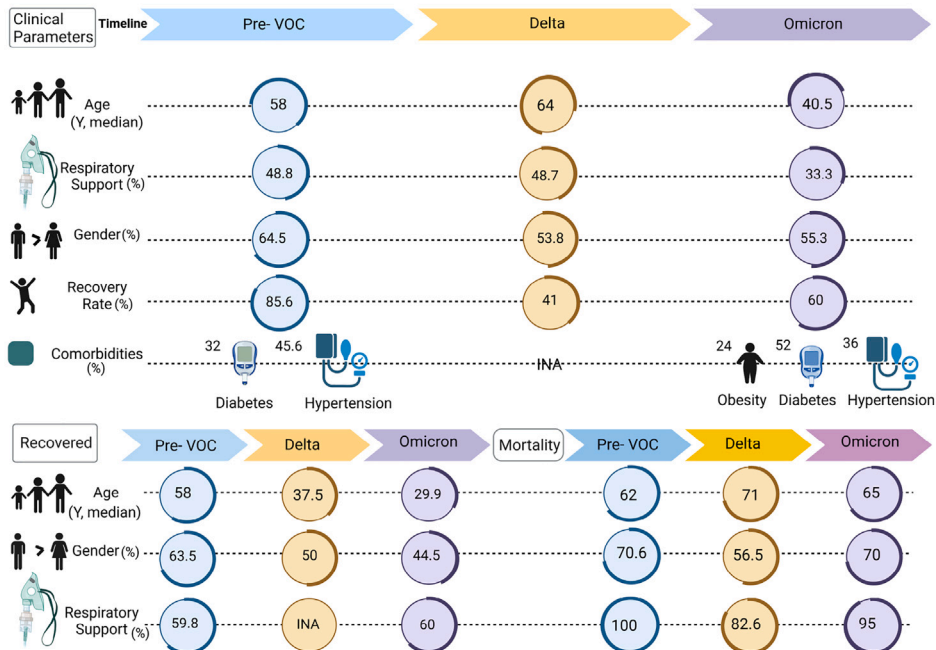 Clinical
Parameters
Timeline
Pre- VOC
Delta
Omicron
Age
(Y, median)
58
64
40.5
Respiratory
Support (%)
48.8
48.7
33.3
>
Gender(%)
64.5
53.8
55.3
Recovery
Rate (%)
85.6
41
60
Comorbidities
(%)
32
45.6
INA
24
52
36
Diabetes
Hypertension
Obesity
Diabetes
Hypertension
Recovered
Pre- VOC
Delta
Omicron
Mortality
Pre- VOC
Delta
Omicron
Age
(Y, median)
58
37.5
29.9
62
71
65
>
Gender(%)
63.5
50
44.5
70.6
56.5
70
Respiratory
Support (%)
59.8
INA
60
100
82.6
95